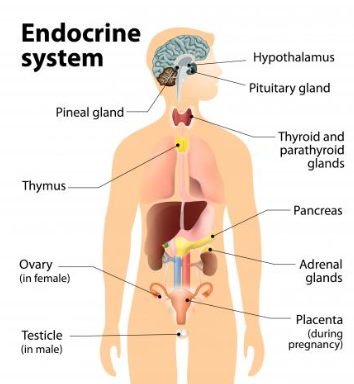 Endocrine
system
Hypothalamus
Pituitary gland
Pineal gland
Thyroid and
parathyroid
glands
Thymus
Pancreas
Ovary
(in female)
Adrenal
glands
Placenta
(during
pregnancy)
Testicle
(in male)